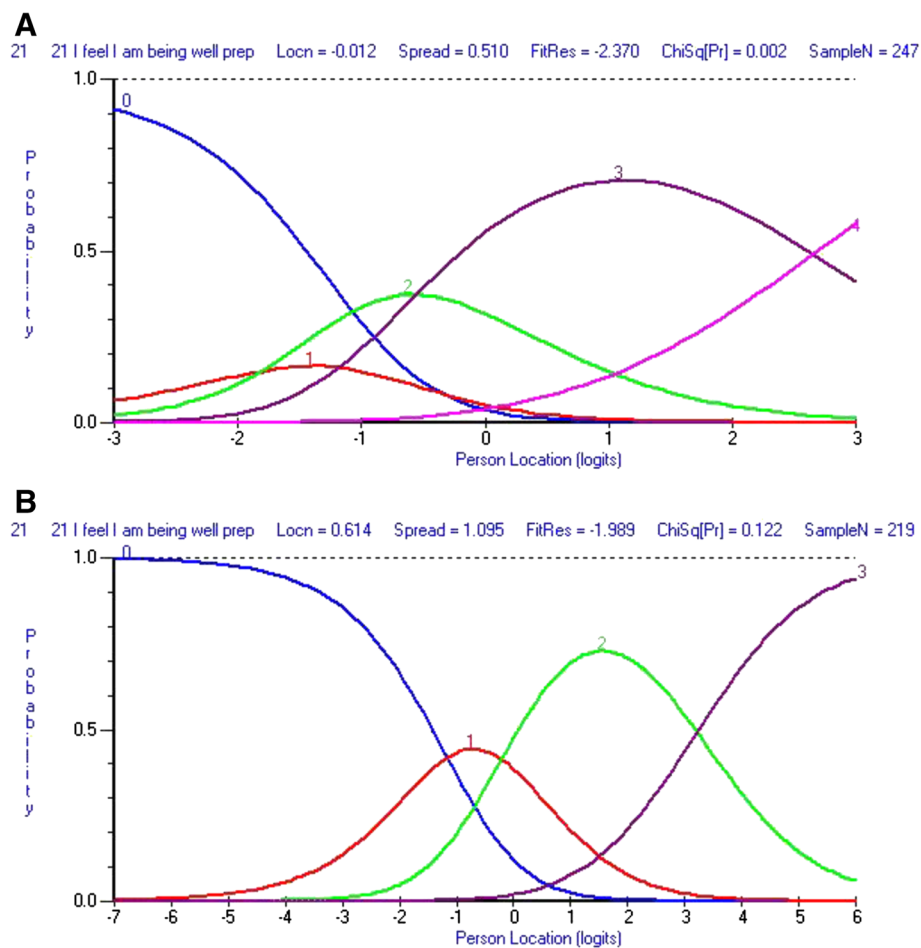 A
21 21 I feel I am being well prep Locn = -0.012 Spread = 0.510 FitRes = -2.370 ChiSq[Pr] = 0.002 SampleN = 247
1.0
0
3
Probability
0.5
4
2
1
0.0
-3 -2 -1 0 1 2 3
Person Location (logits)
B
21 21 I feel I am being well prep Locn = 0.614 Spread = 1.095 FitRes = -1.989 ChiSq[Pr] = 0.122 SampleN = 219
1.0
0
3
Probability
2
0.5
1
0.0
-7 -6 -5 -4 -3 -2 -1 0 1 2 3 4 5 6
Person Location (logits)